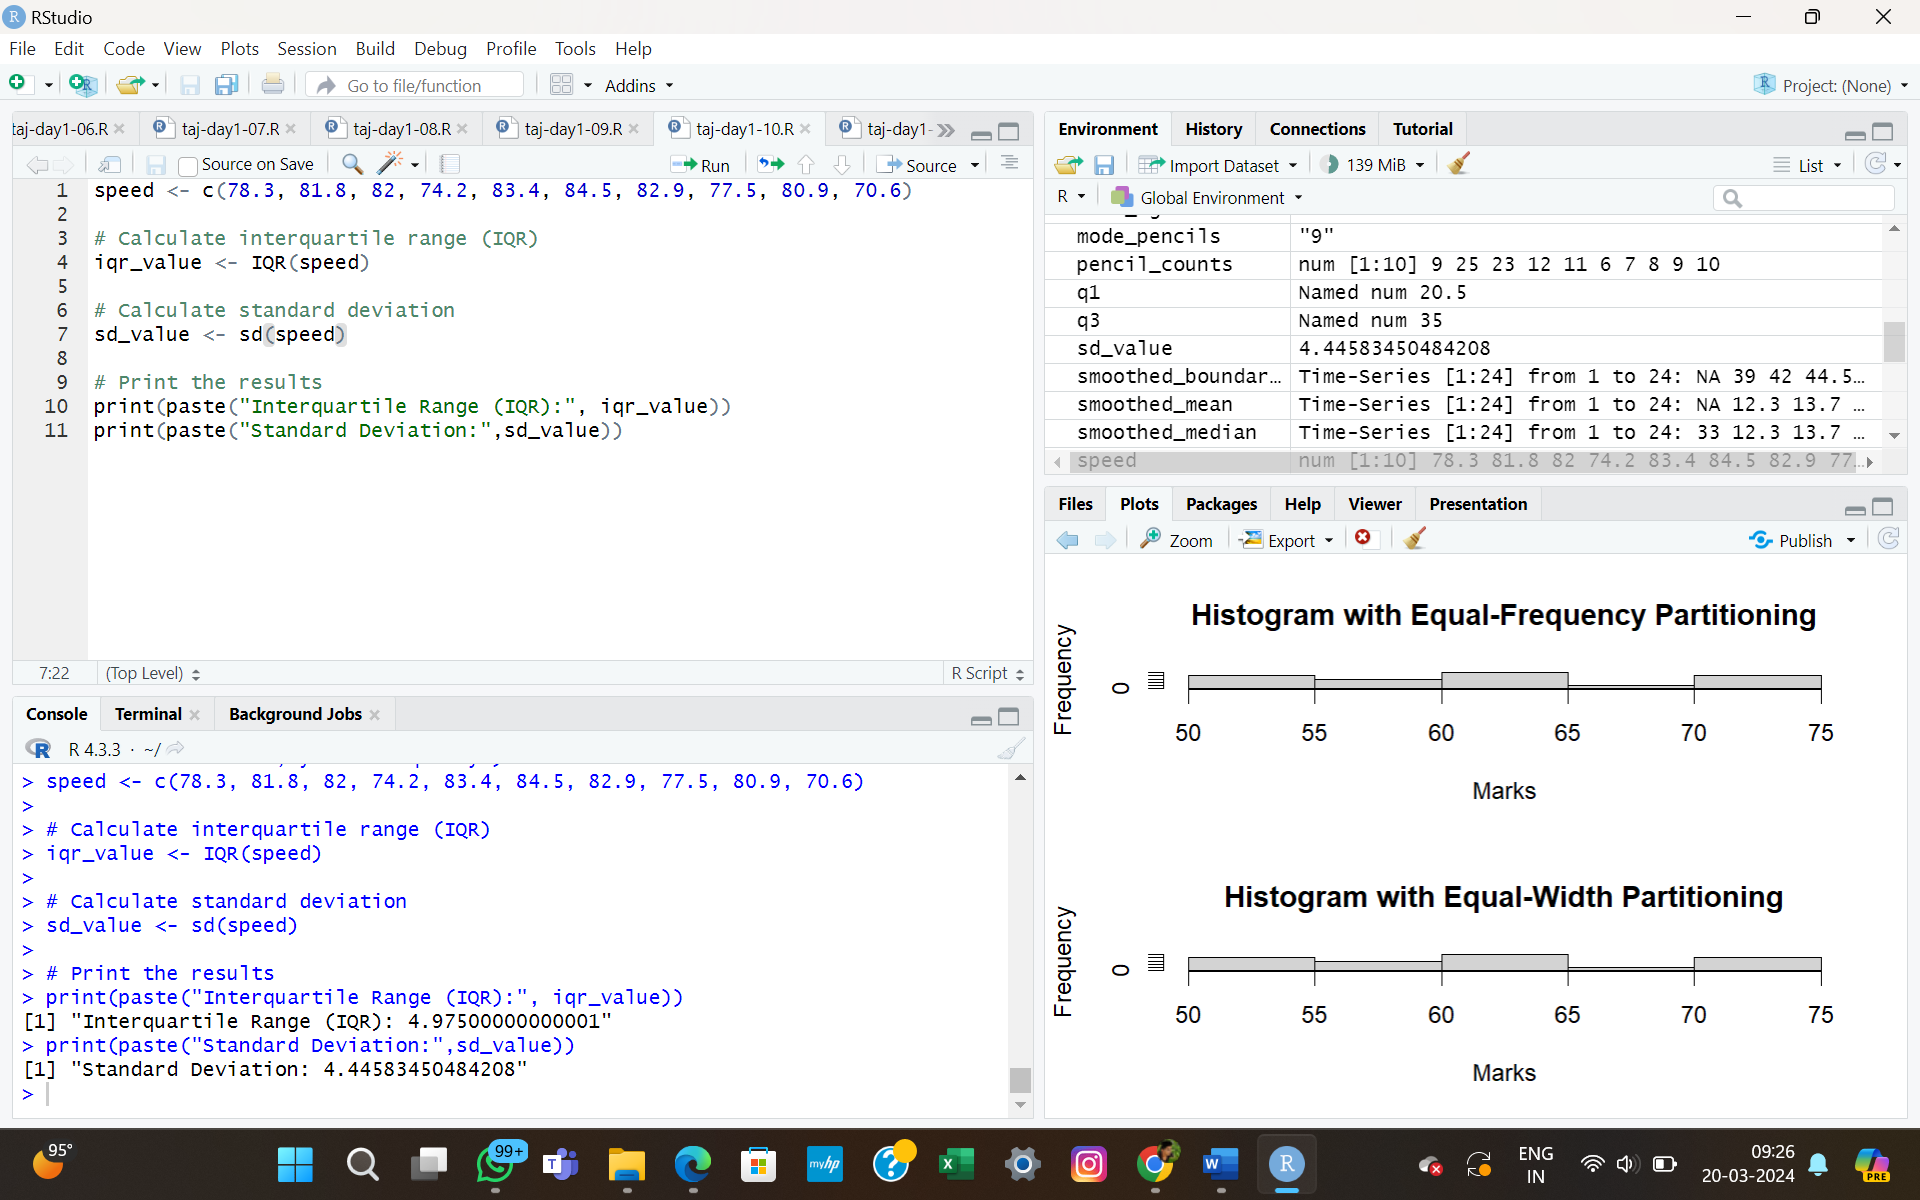 RStudio
File Edit Code View Plots Session Build Debug Profile Tools Help
Go to file/function Addins Project: (None)
taj-day1-06.R taj-day1-07.R taj-day1-08.R taj-day1-09.R taj-day1-10.R taj-day1-
Source on Save Run Source
1 speed <- c(78.3, 81.8, 82, 74.2, 83.4, 84.5, 82.9, 77.5, 80.9, 70.6)
2
3 # Calculate interquartile range (IQR)
4 iqr_value <- IQR(speed)
5
6 # Calculate standard deviation
7 sd_value <- sd(speed)
8
9 # Print the results
10 print(paste("Interquartile Range (IQR):", iqr_value))
11 print(paste("Standard Deviation:",sd_value))
7:22 (Top Level) R Script
Console Terminal Background Jobs
R 4.3.3 · ~/
> speed <- c(78.3, 81.8, 82, 74.2, 83.4, 84.5, 82.9, 77.5, 80.9, 70.6)
>
> # Calculate interquartile range (IQR)
> iqr_value <- IQR(speed)
>
> # Calculate standard deviation
> sd_value <- sd(speed)
>
> # Print the results
> print(paste("Interquartile Range (IQR):", iqr_value))
[1] "Interquartile Range (IQR): 4.97500000000001"
> print(paste("Standard Deviation:",sd_value))
[1] "Standard Deviation: 4.44583450484208"
>
Environment History Connections Tutorial
Import Dataset 139 MiB List
R Global Environment
mode_pencils "9"
pencil_counts num [1:10] 9 25 23 12 11 6 7 8 9 10
q1 Named num 20.5
q3 Named num 35
sd_value 4.44583450484208
smoothed_boundar… Time-Series [1:24] from 1 to 24: NA 39 42 44.5…
smoothed_mean Time-Series [1:24] from 1 to 24: NA 12.3 13.7 …
smoothed_median Time-Series [1:24] from 1 to 24: 33 12.3 13.7 …
speed num [1:10] 78.3 81.8 82 74.2 83.4 84.5 82.9 77…
Files Plots Packages Help Viewer Presentation
Zoom Export Publish
Histogram with Equal-Frequency Partitioning
Frequency
0
50 55 60 65 70 75
Marks
Histogram with Equal-Width Partitioning
Frequency
0
50 55 60 65 70 75
Marks
95°
99+
myhp
ENG
IN
09:26
20-03-2024
PRE